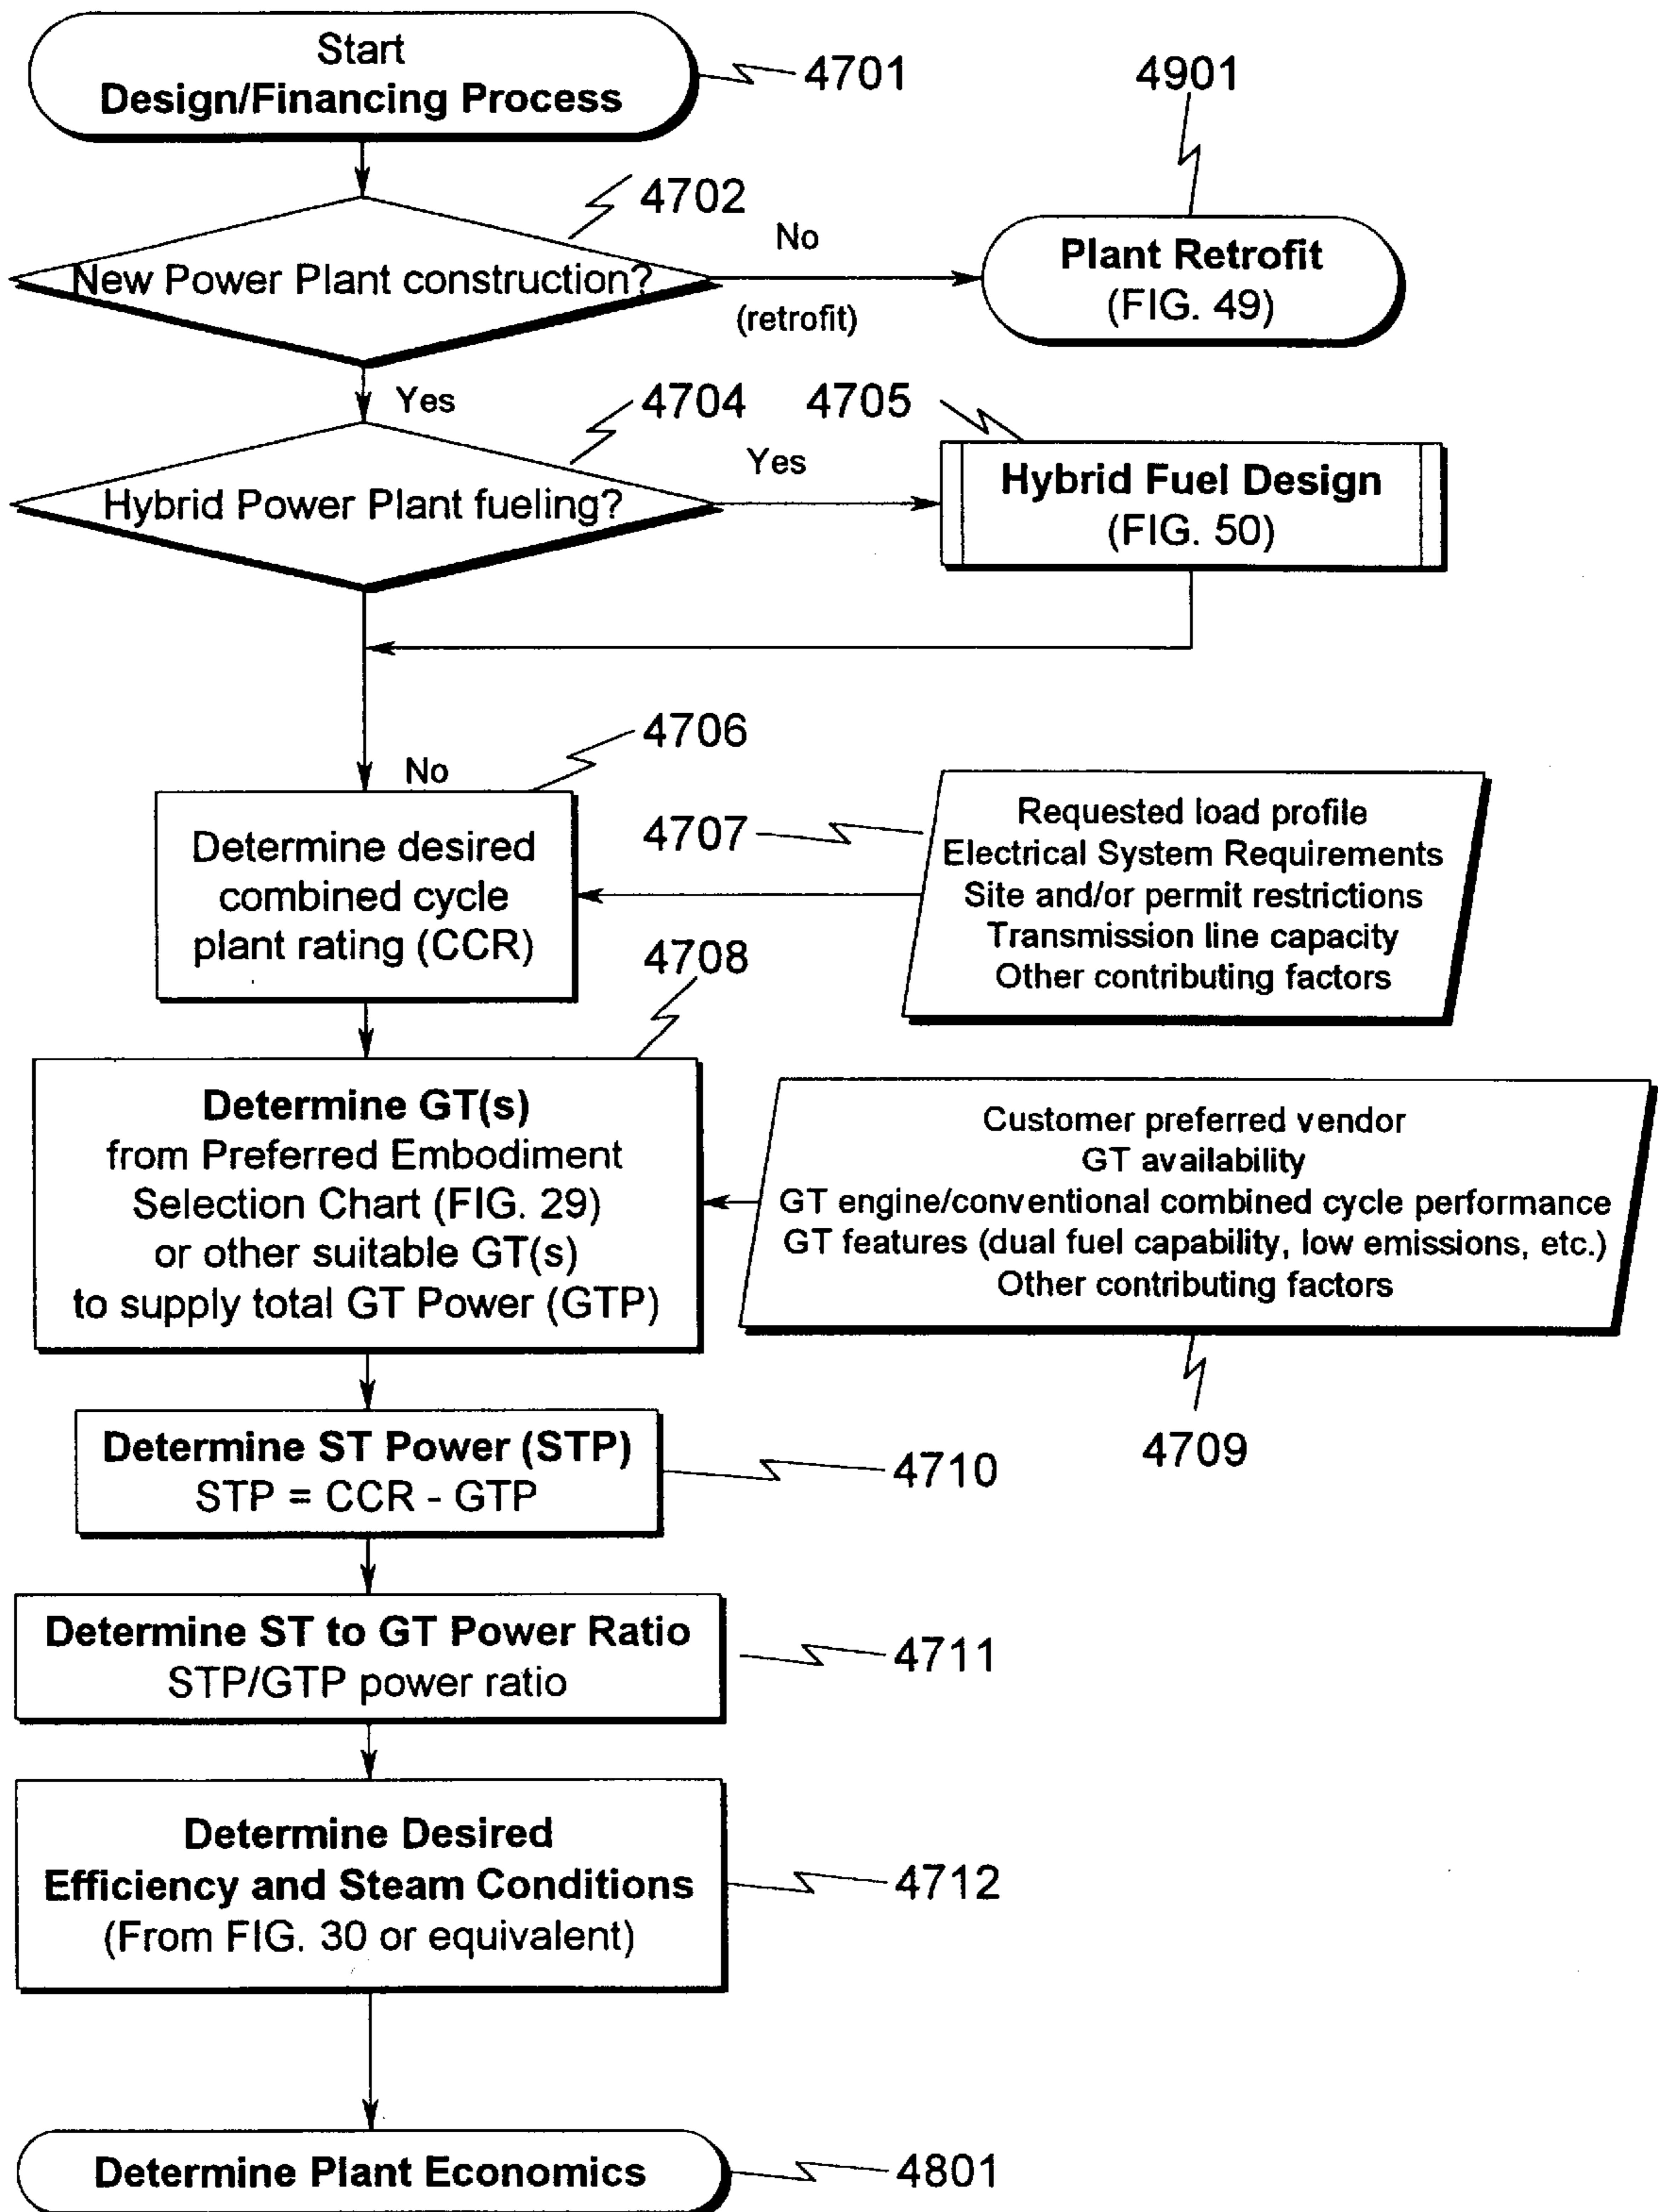 Start
Design/Financing Process
4701
4901
4702
New Power Plant construction?
No
(retrofit)
Plant Retrofit
(FIG. 49)
Yes
4704
4705
Hybrid Power Plant fueling?
Yes
Hybrid Fuel Design
(FIG. 50)
4706
No
Determine desired
combined cycle
plant rating (CCR)
4707
Requested load profile
Electrical System Requirements
Site and/or permit restrictions
Transmission line capacity
Other contributing factors
4708
Determine GT(s)
from Preferred Embodiment
Selection Chart (FIG. 29)
or other suitable GT(s)
to supply total GT Power (GTP)
Customer preferred vendor
GT availability
GT engine/conventional combined cycle performance
GT features (dual fuel capability, low emissions, etc.)
Other contributing factors
4709
Determine ST Power (STP)
STP = CCR - GTP
4710
Determine ST to GT Power Ratio
STP/GTP power ratio
4711
Determine Desired
Efficiency and Steam Conditions
(From FIG. 30 or equivalent)
4712
Determine Plant Economics
4801